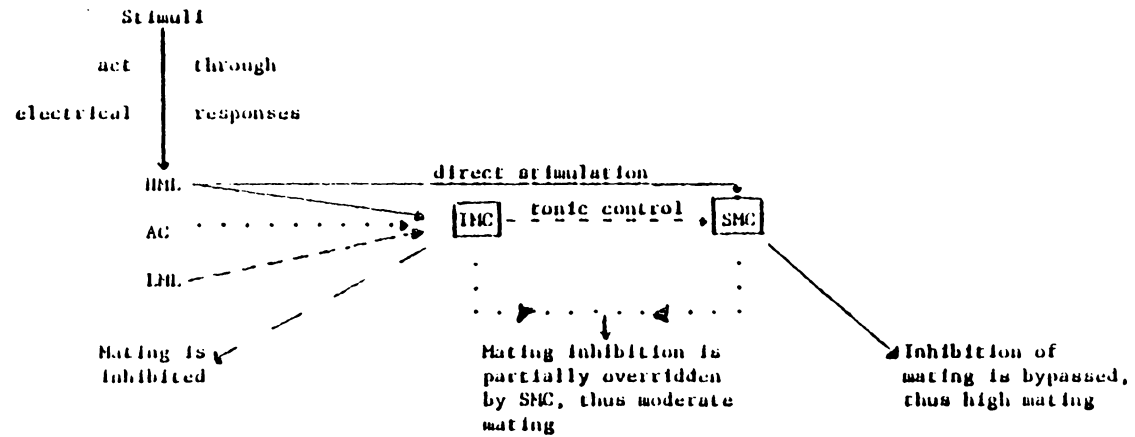 Stimuli
act through
electrical responses
HML
direct stimulation
IMC
tonic control
SMC
AC
LML
Mating is
inhibited
Mating inhibition is
partially overridden
by SMC, thus moderate
mating
Inhibition of
mating is bypassed,
thus high mating